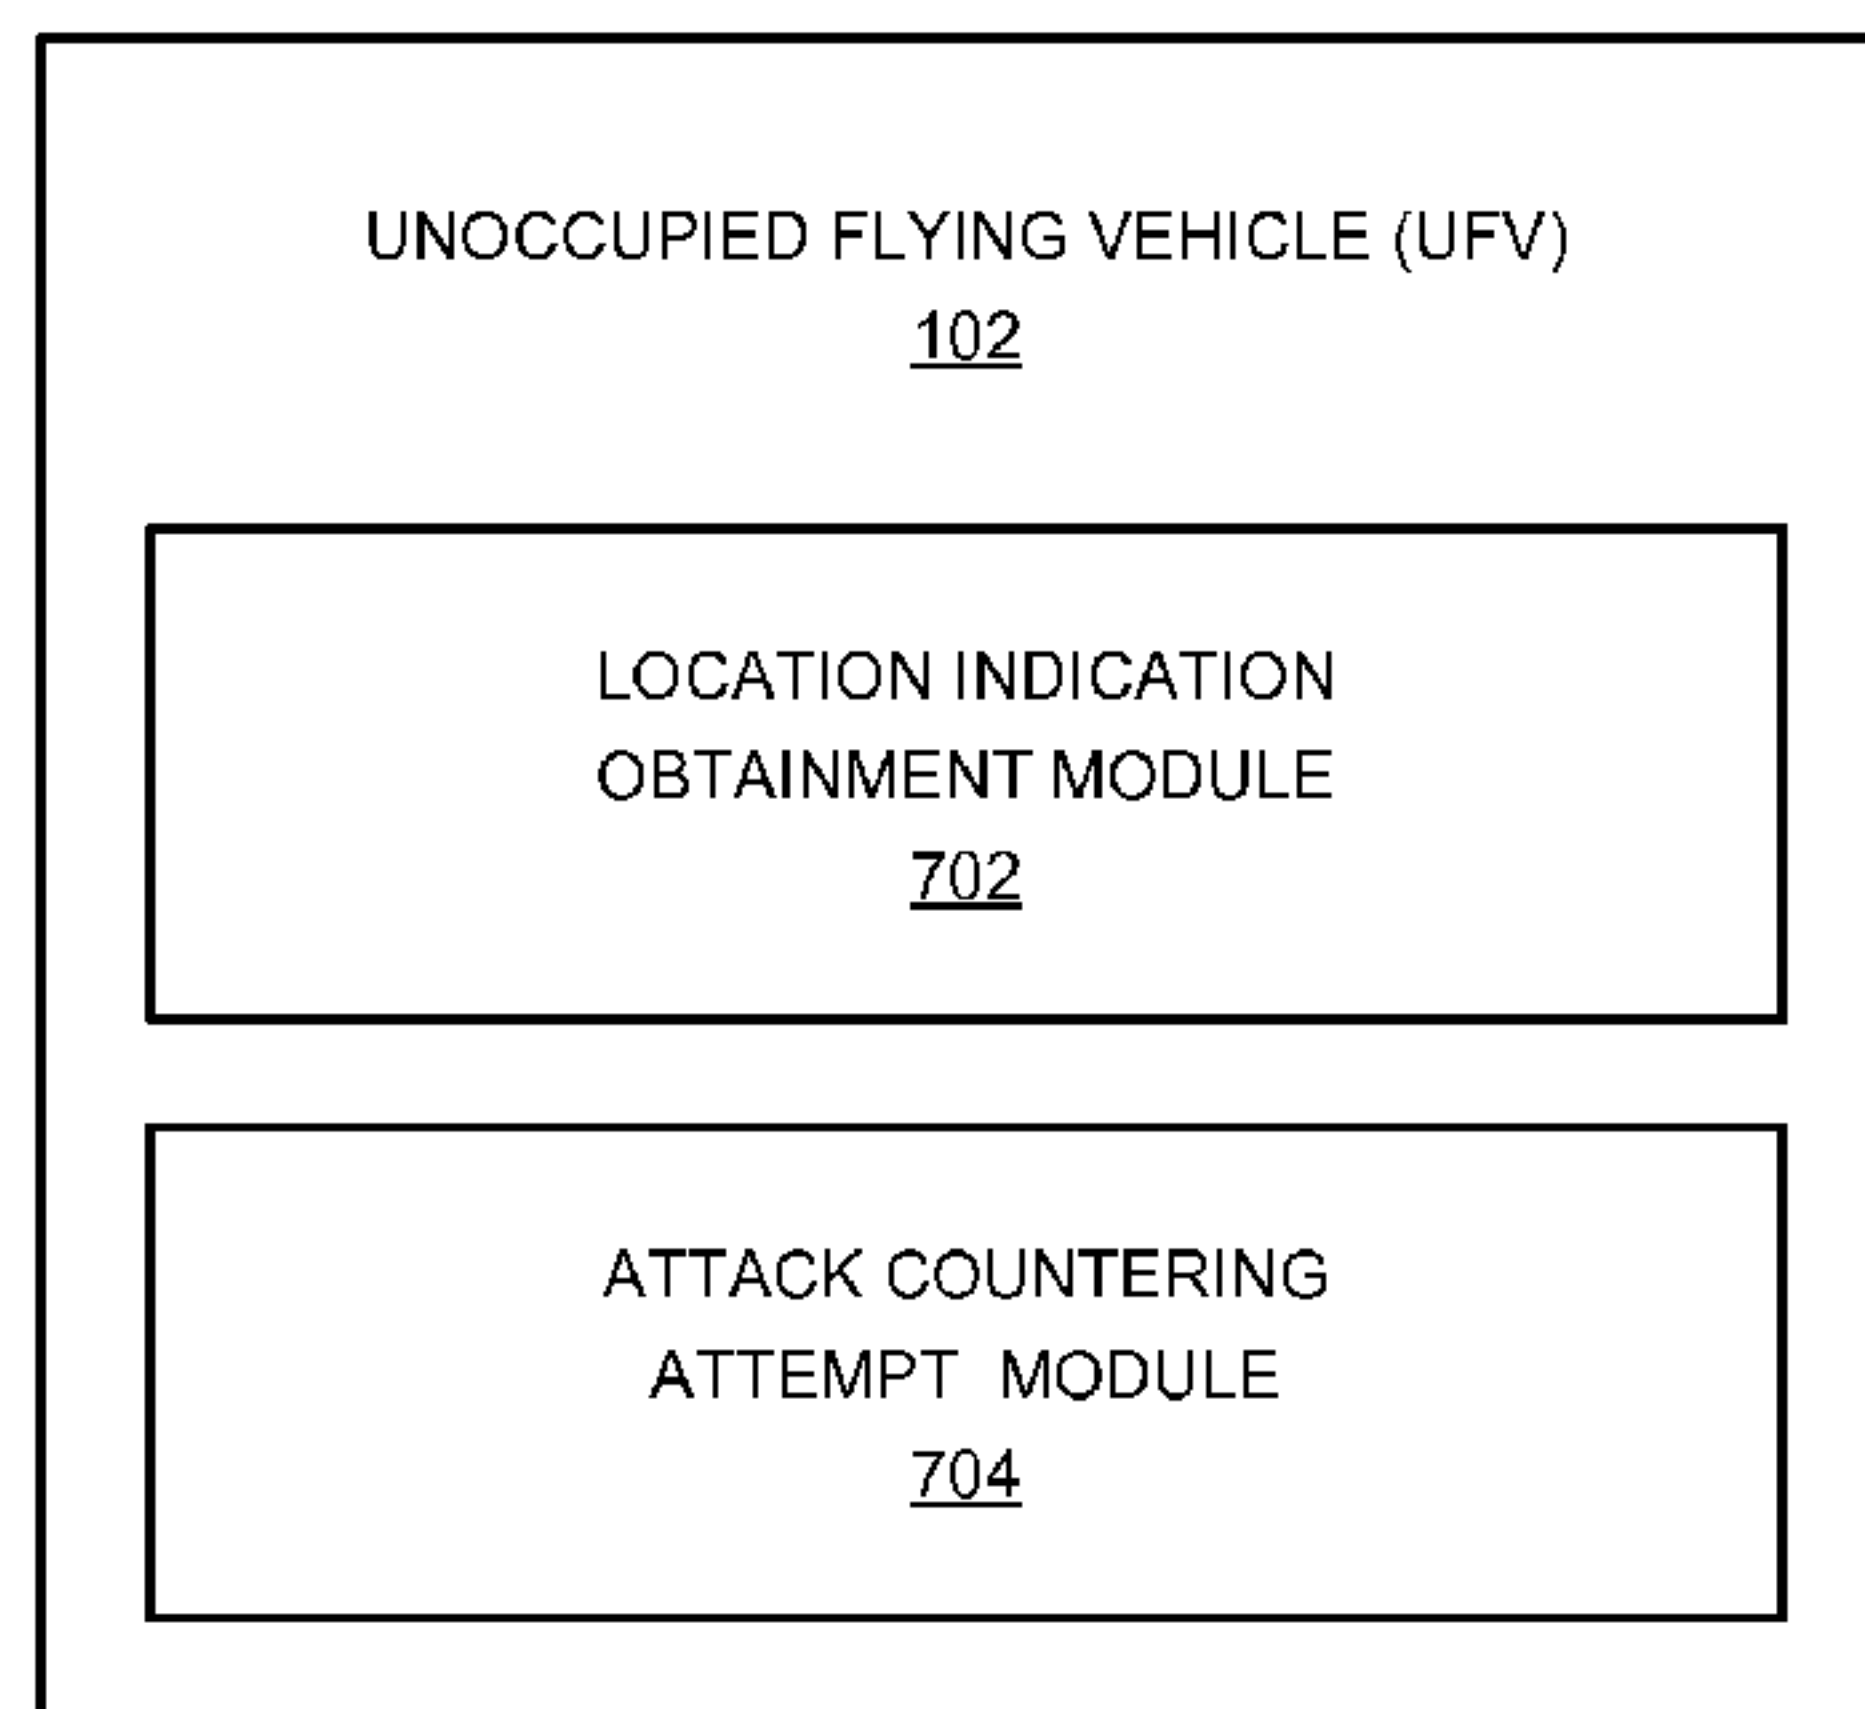 UNOCCUPIED FLYING VEHICLE (UFV)
102
LOCATION INDICATION
OBTAINMENT MODULE
702
ATTACK COUNTERING
ATTEMPT MODULE
704